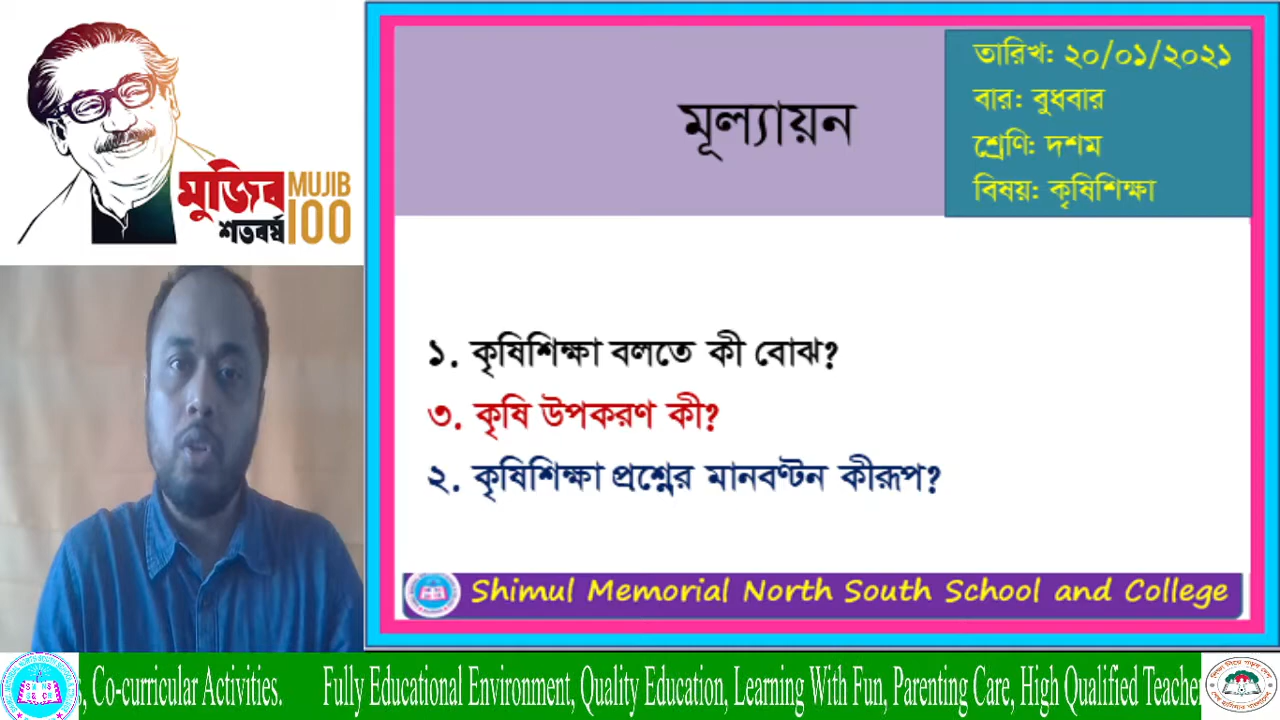 মুজিব
শতবর্ষ
MUJIB
100
মূল্যায়ন
তারিখ: ২০/০১/২০২১
বার: বুধবার
শ্রেণি: দশম
বিষয়: কৃষিশিক্ষা
১. কৃষিশিক্ষা বলতে কী বোঝ?
৩. কৃষি উপকরণ কী?
২. কৃষিশিক্ষা প্রশ্নের মানবণ্টন কীরূপ?
Shimul Memorial North South School and College
, Co-curricular Activities. Fully Educational Environment, Quality Education, Learning With Fun, Parenting Care, High Qualified Teacher